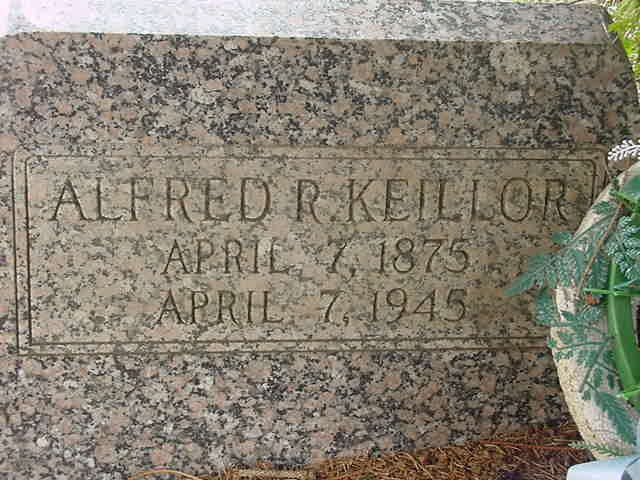 ALFRED R. KEILLOR
APRIL 7, 1875
APRIL 7, 1945